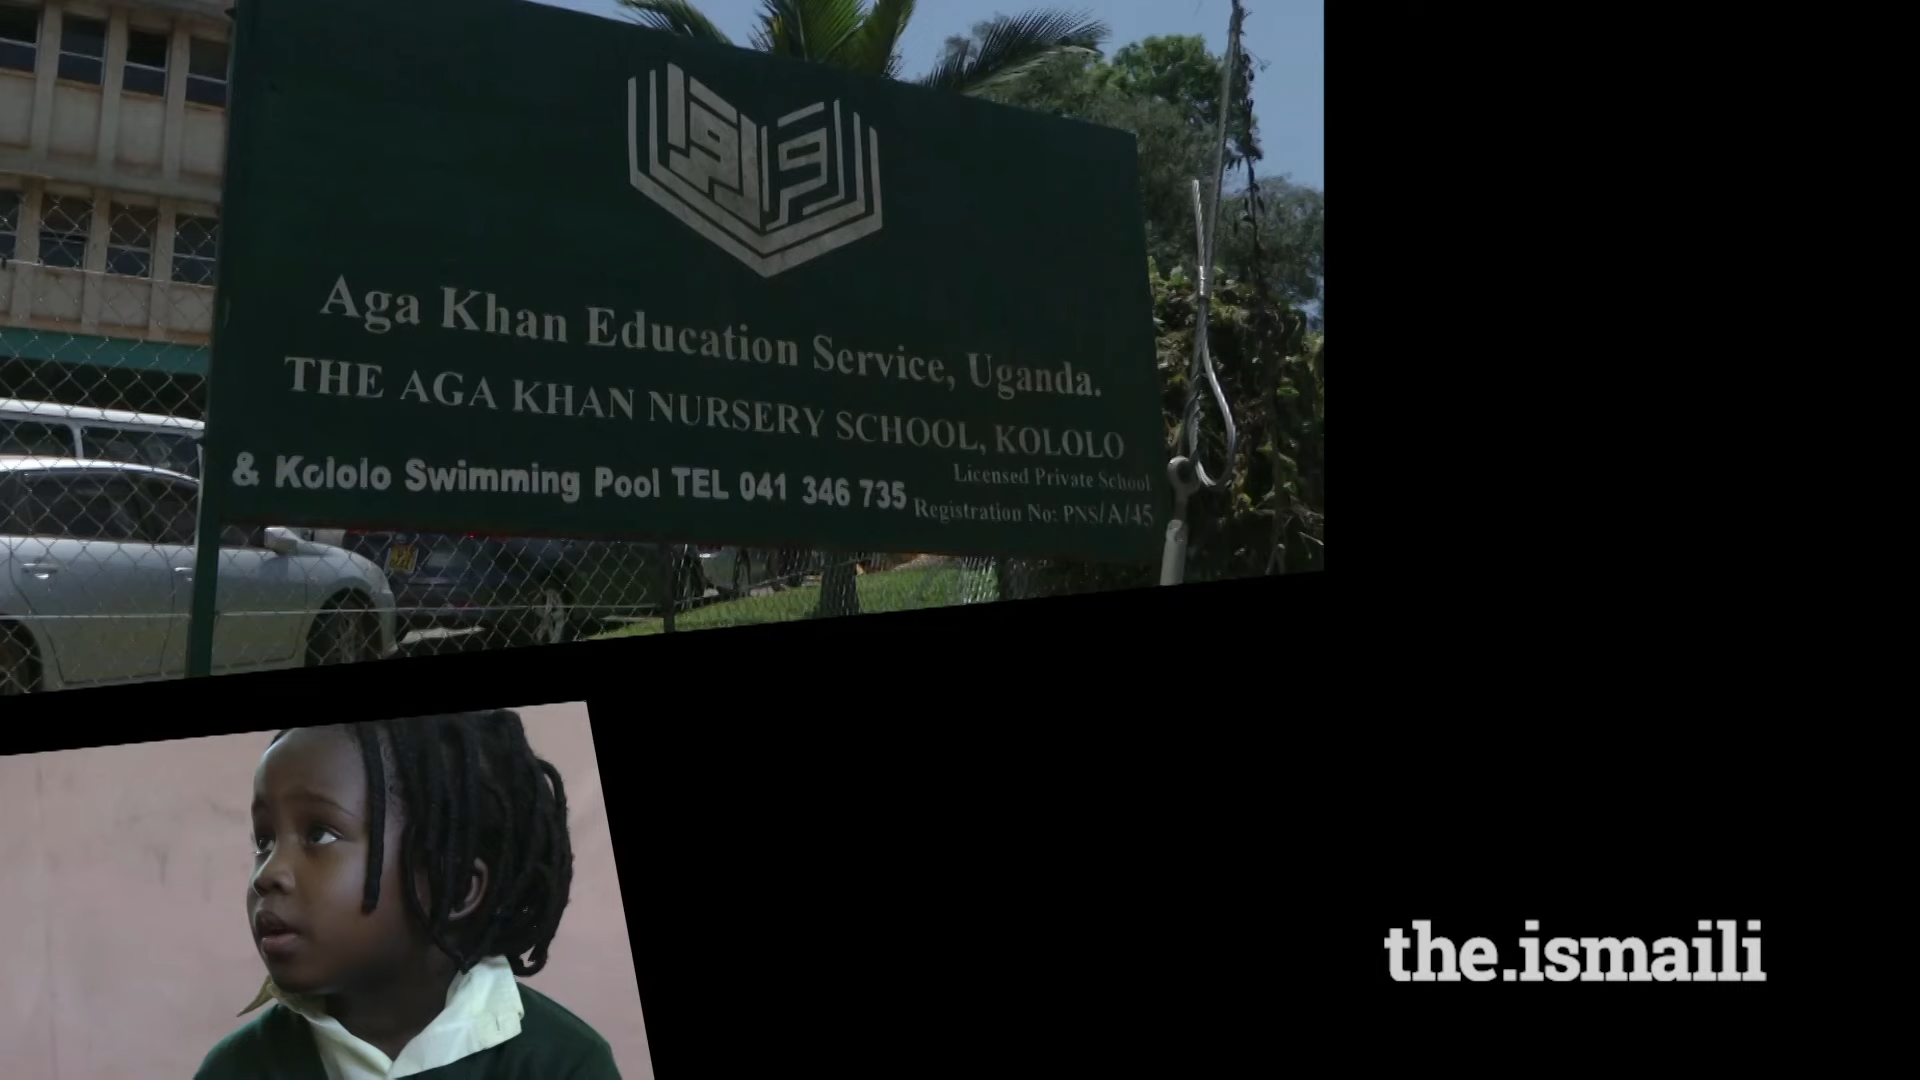 Aga Khan Education Service, Uganda.
THE AGA KHAN NURSERY SCHOOL, KOLOLO
& Kololo Swimming Pool TEL 041 346 735
Licensed Private School
Registration No: PNS/A/45
the.ismaili